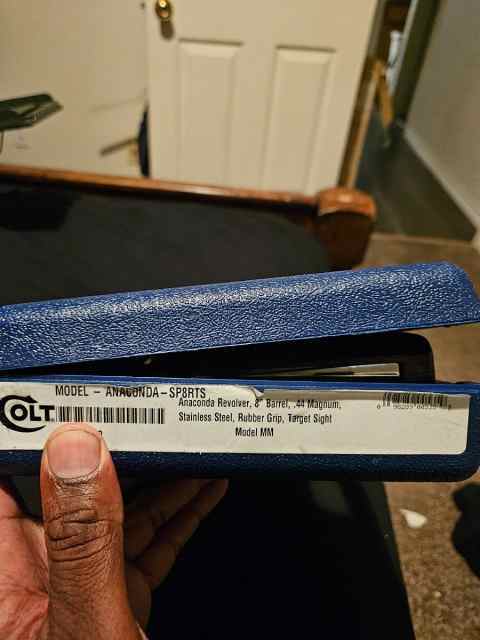 MODEL - ANACONDA-SP8RTS
COLT
Anaconda Revolver, 8" Barrel, .44 Magnum,
Stainless Steel, Rubber Grip, Target Sight
Model MM